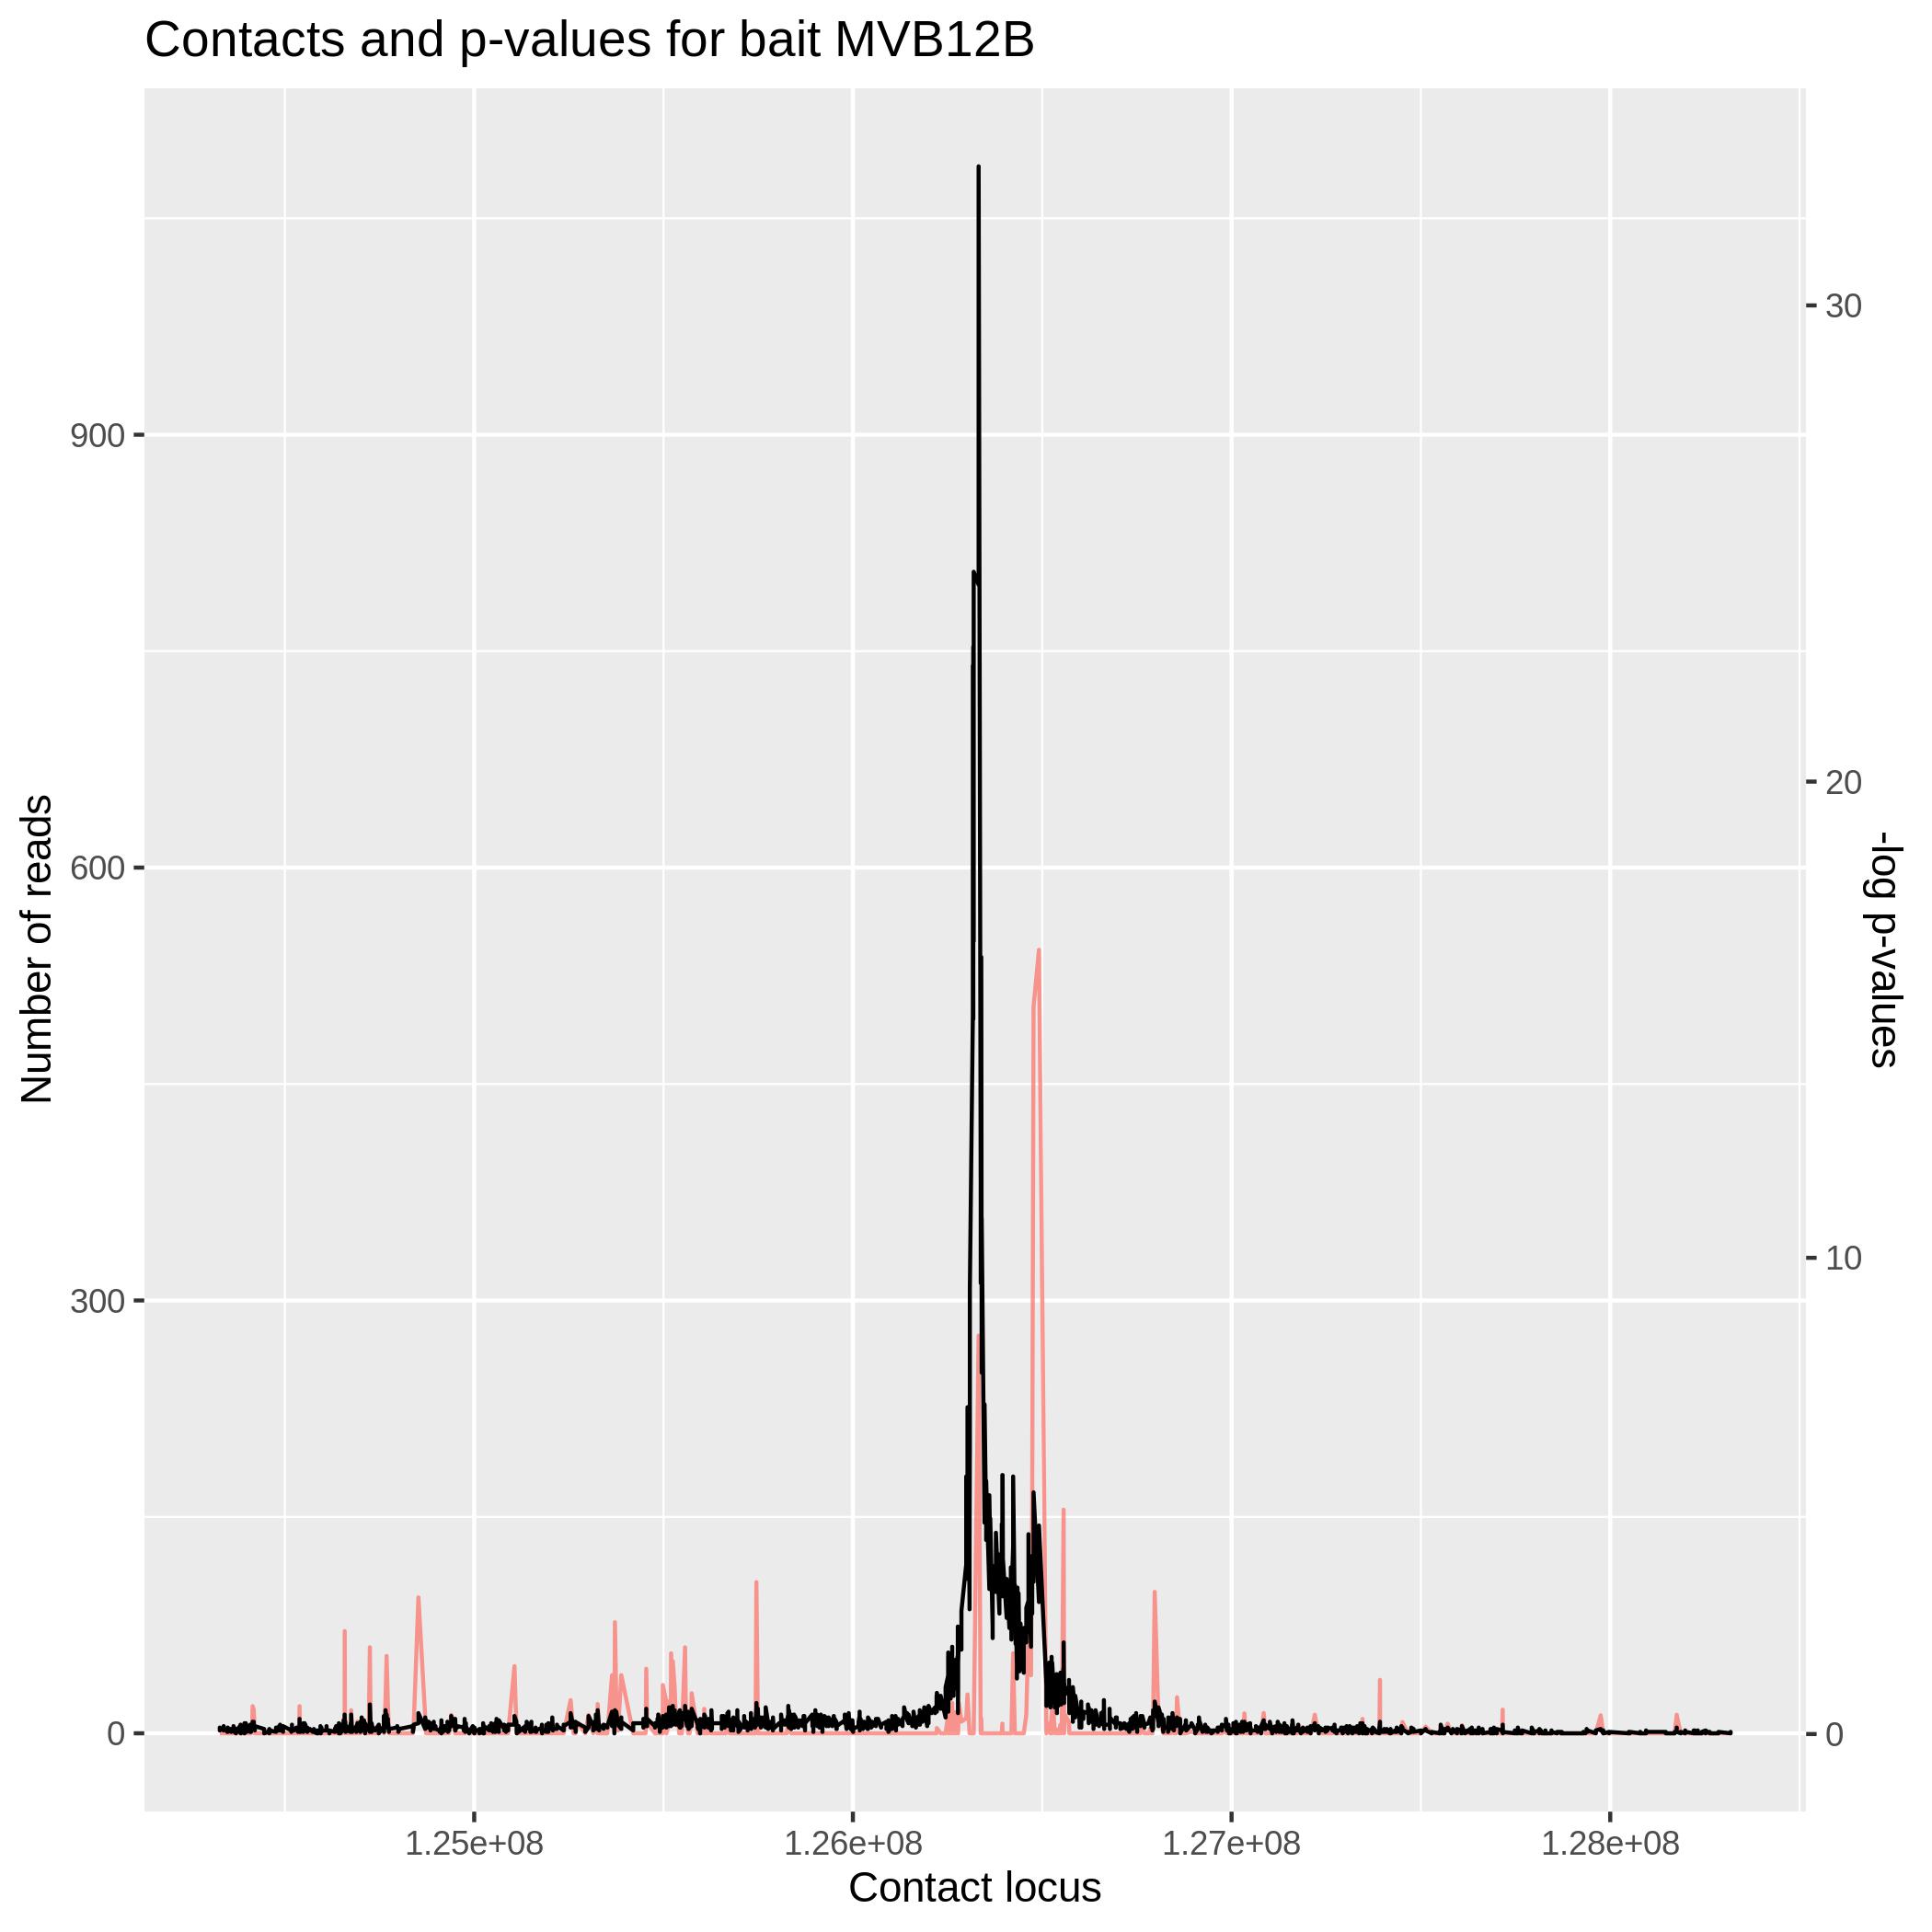 Contacts and p-values for bait MVB12B
Number of reads
900
600
300
0
30
20
10
0
-log p-values
1.25e+08
1.26e+08
1.27e+08
1.28e+08
Contact locus